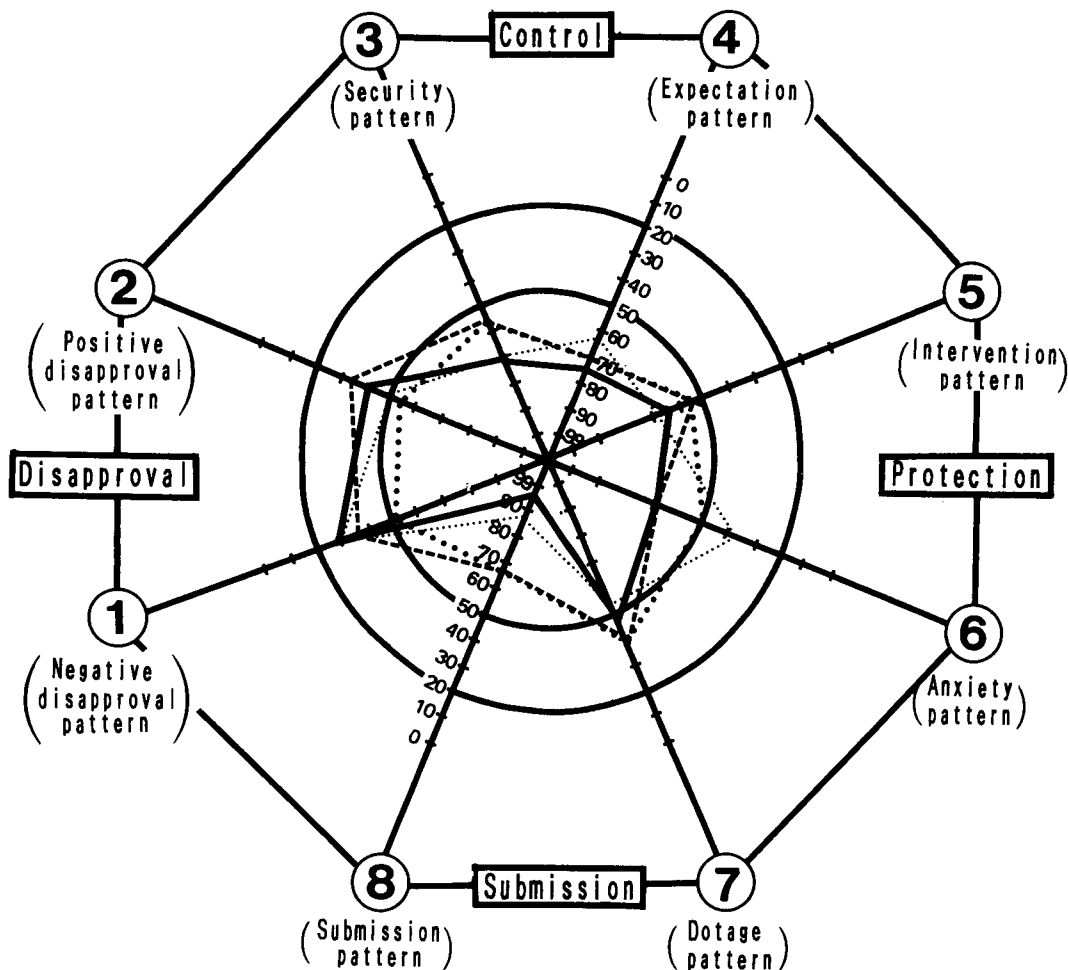 3
Control
4
(Security
pattern)
(Expectation
pattern)
0
10
20
30
40
50
60
70
80
90
99
2
(Positive
disapproval
pattern)
5
(Intervention
pattern)
Disapproval
Protection
99
90
80
70
60
50
40
30
20
10
0
1
(Negative
disapproval
pattern)
6
(Anxiety
pattern)
8
Submission
7
(Submission
pattern)
(Dotage
pattern)